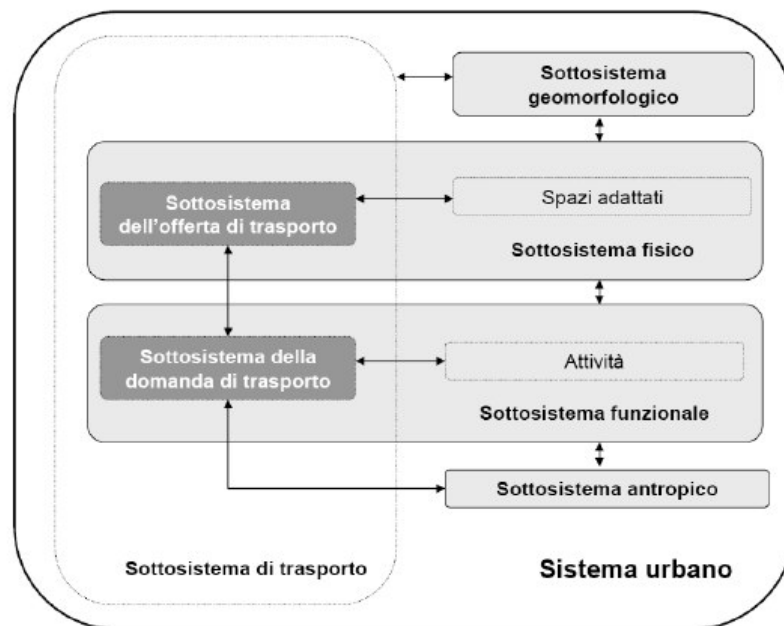 Sottosistema
geomorfologico
Sottosistema
dell'offerta di trasporto
Spazi adattati
Sottosistema fisico
Sottosistema della
domanda di trasporto
Attività
Sottosistema funzionale
Sottosistema antropico
Sottosistema di trasporto
Sistema urbano